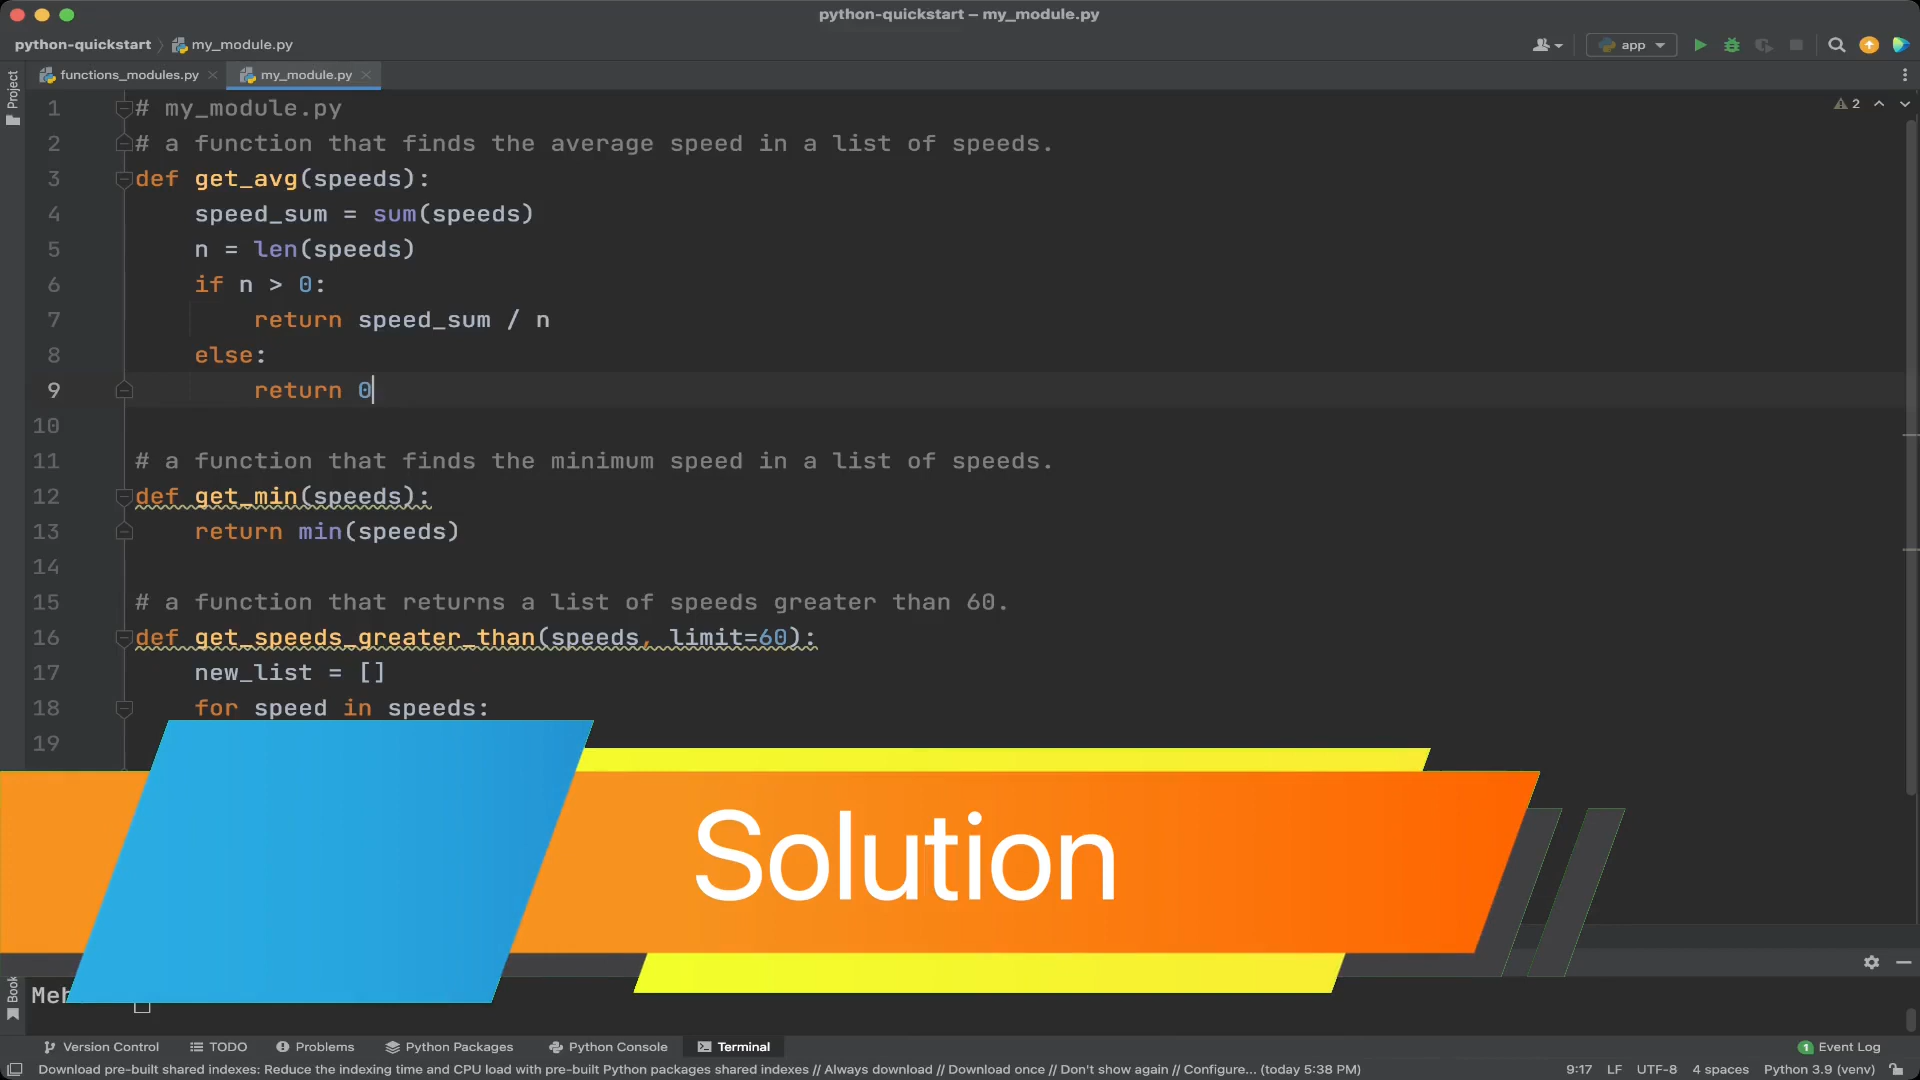 python-quickstart – my_module.py
python-quickstart my_module.py
app
Project
functions_modules.py my_module.py
2
1 # my_module.py
2 # a function that finds the average speed in a list of speeds.
3 def get_avg(speeds):
4 speed_sum = sum(speeds)
5 n = len(speeds)
6 if n > 0:
7 return speed_sum / n
8 else:
9 return 0
10
11 # a function that finds the minimum speed in a list of speeds.
12 def get_min(speeds):
13 return min(speeds)
14
15 # a function that returns a list of speeds greater than 60.
16 def get_speeds_greater_than(speeds, limit=60):
17 new_list = []
18 for speed in speeds:
19
Solution
Book
Version Control TODO Problems Python Packages Python Console Terminal 1 Event Log
Download pre-built shared indexes: Reduce the indexing time and CPU load with pre-built Python packages shared indexes // Always download // Download once // Don't show again // Configure... (today 5:38 PM) 9:17 LF UTF-8 4 spaces Python 3.9 (venv)